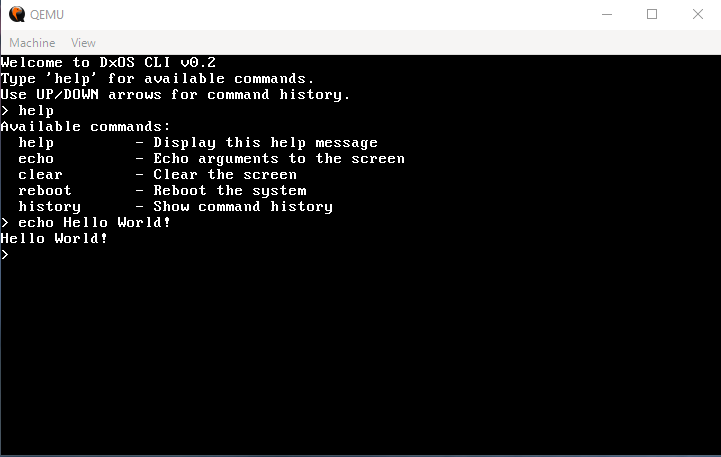 QEMU
Machine View
Welcome to DxOS CLI v0.2
Type 'help' for available commands.
Use UP/DOWN arrows for command history.
> help
Available commands:
  help         - Display this help message
  echo         - Echo arguments to the screen
  clear        - Clear the screen
  reboot       - Reboot the system
  history      - Show command history
> echo Hello World!
Hello World!
>